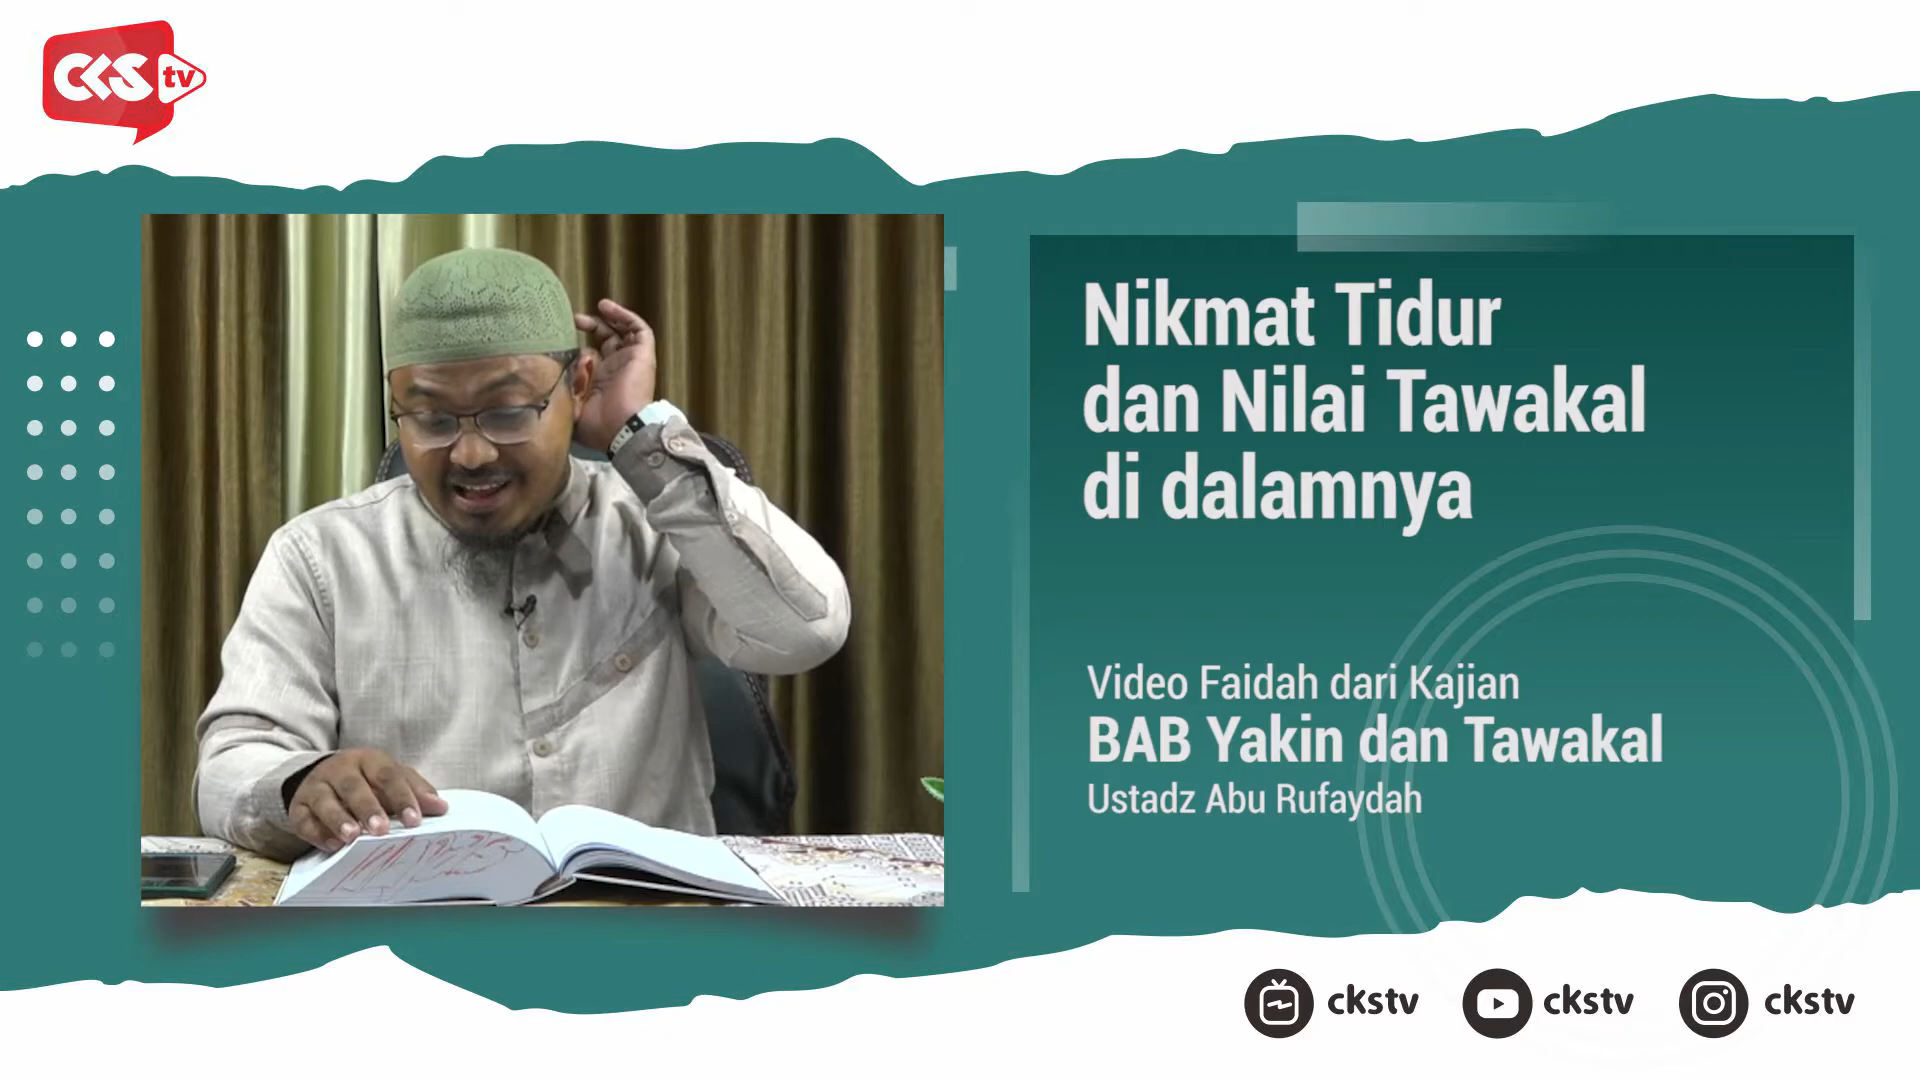 CKS tv
Nikmat Tidur
dan Nilai Tawakal
di dalamnya
Video Faidah dari Kajian
BAB Yakin dan Tawakal
Ustadz Abu Rufaydah
ckstv ckstv ckstv